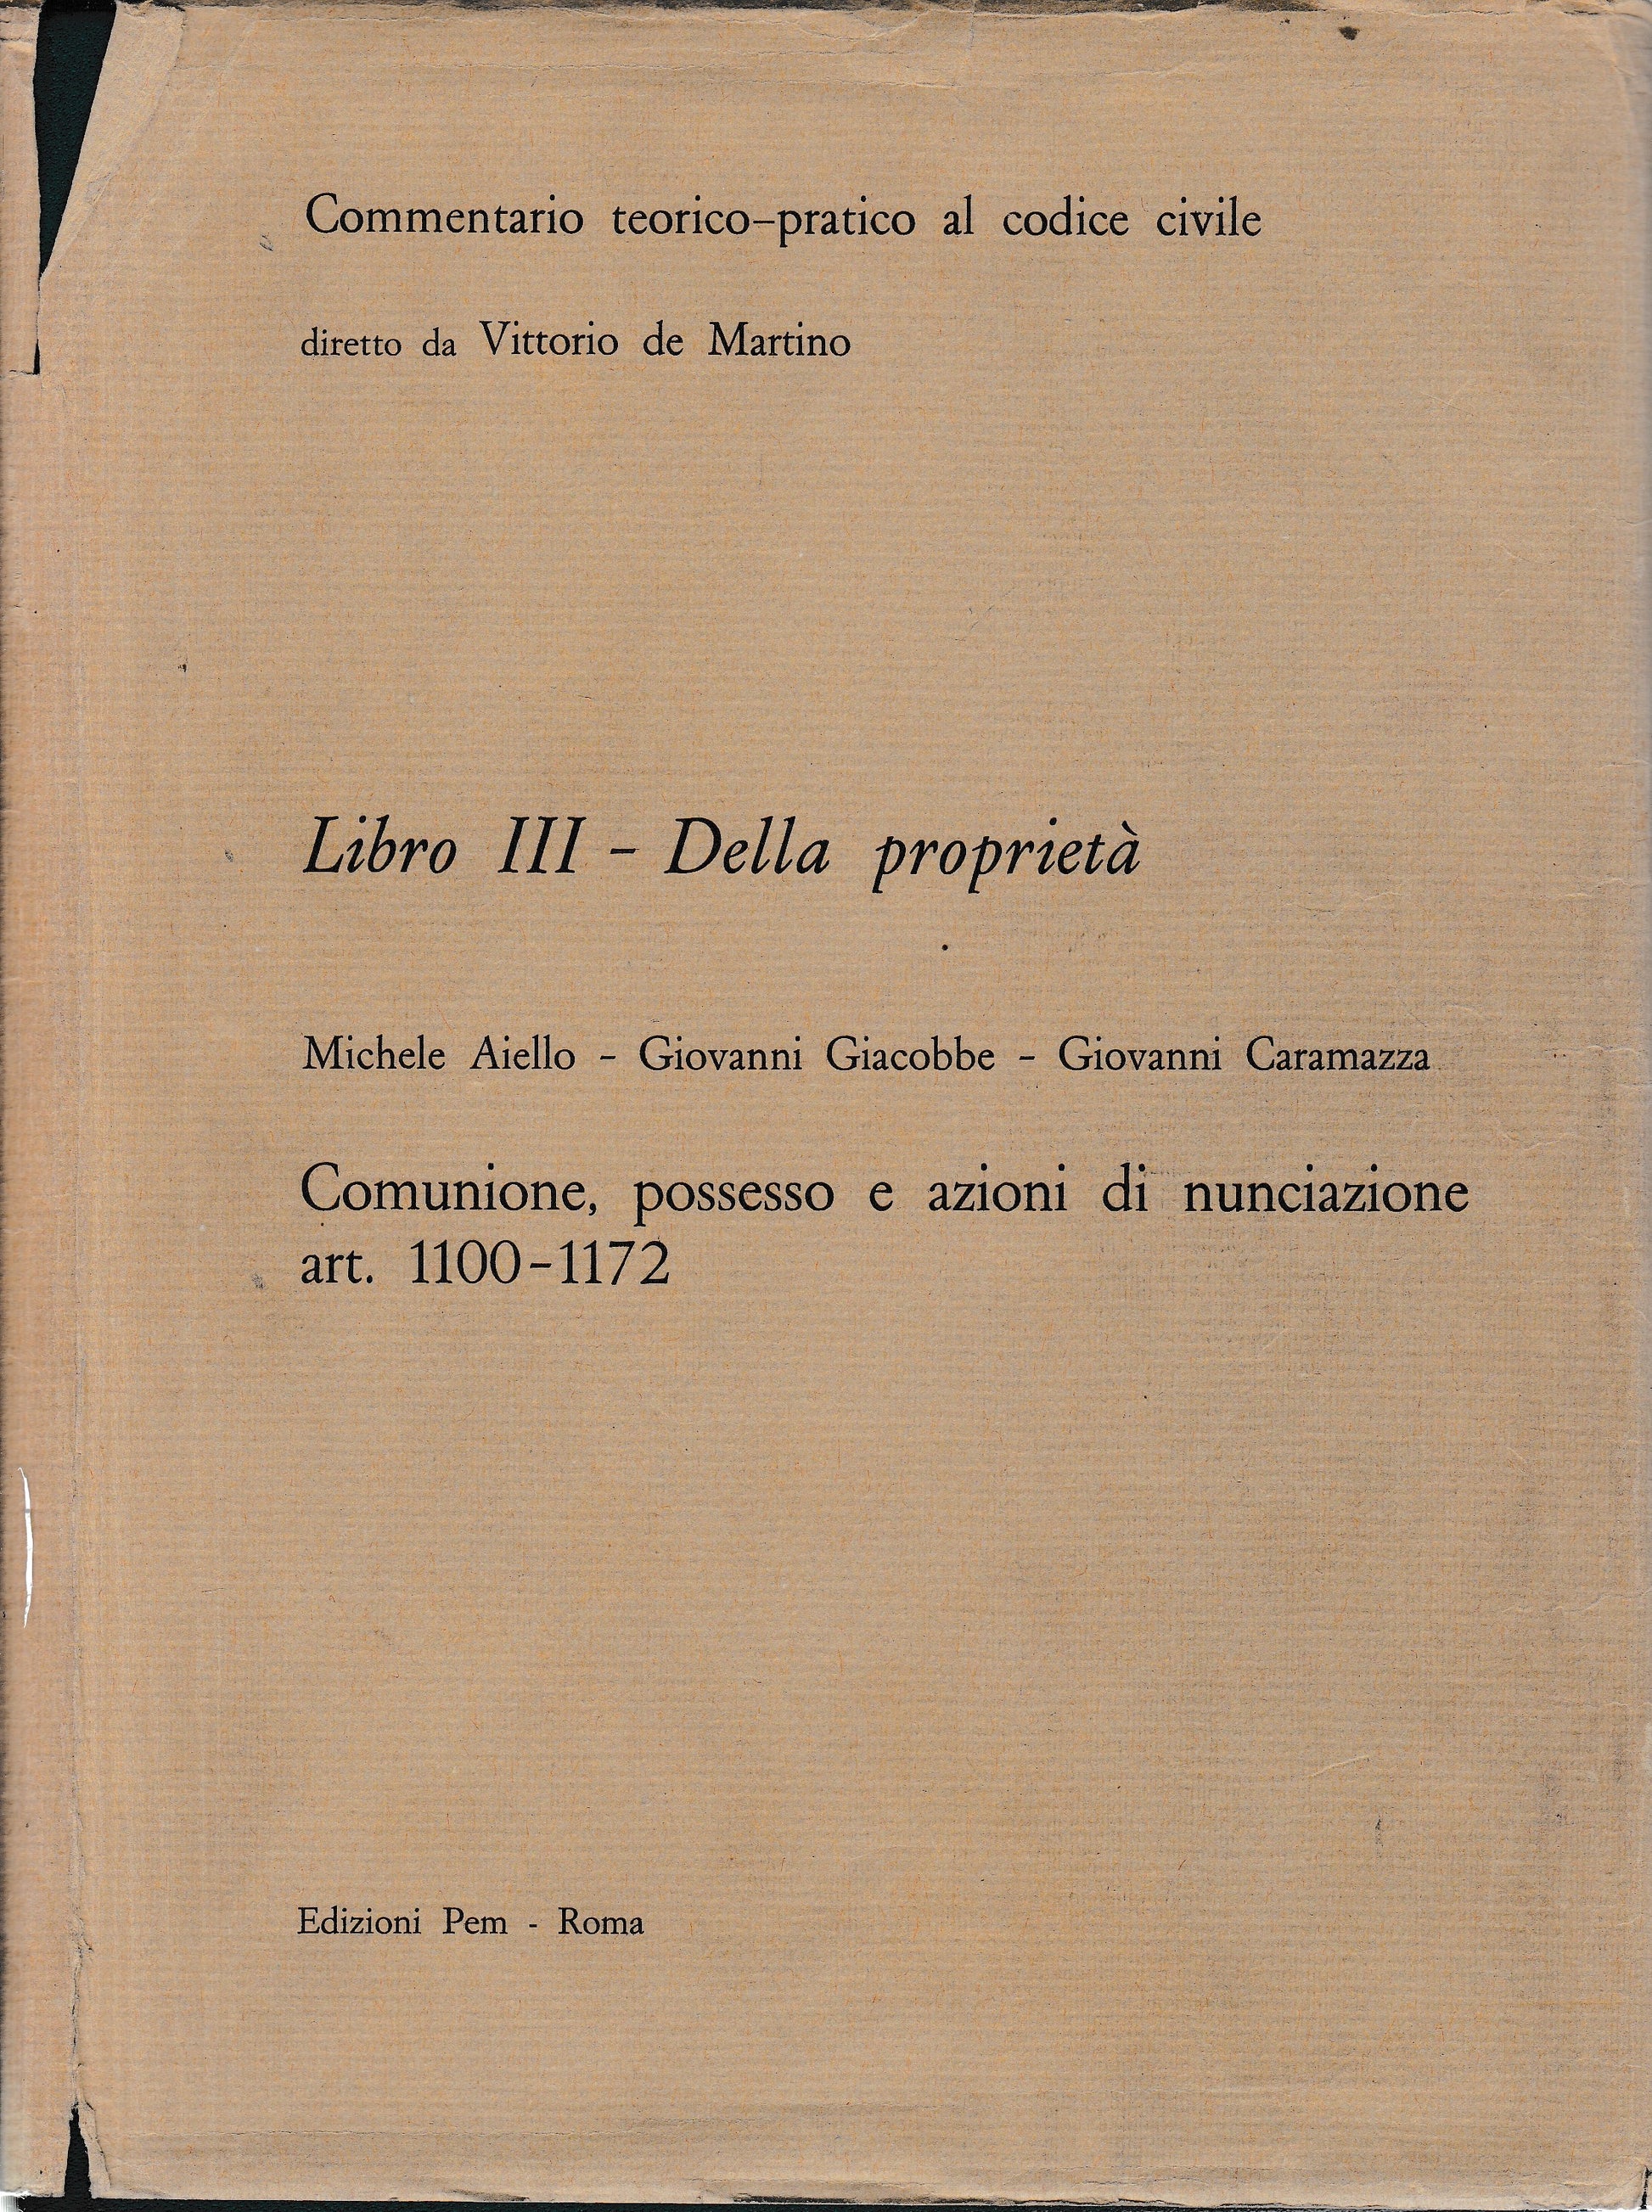 Commentario teorico-pratico al codice civile
diretto da Vittorio de Martino
Libro III - Della proprietà
Michele Aiello - Giovanni Giacobbe - Giovanni Caramazza
Comunione, possesso e azioni di nunciazione
art. 1100-1172
Edizioni Pem - Roma